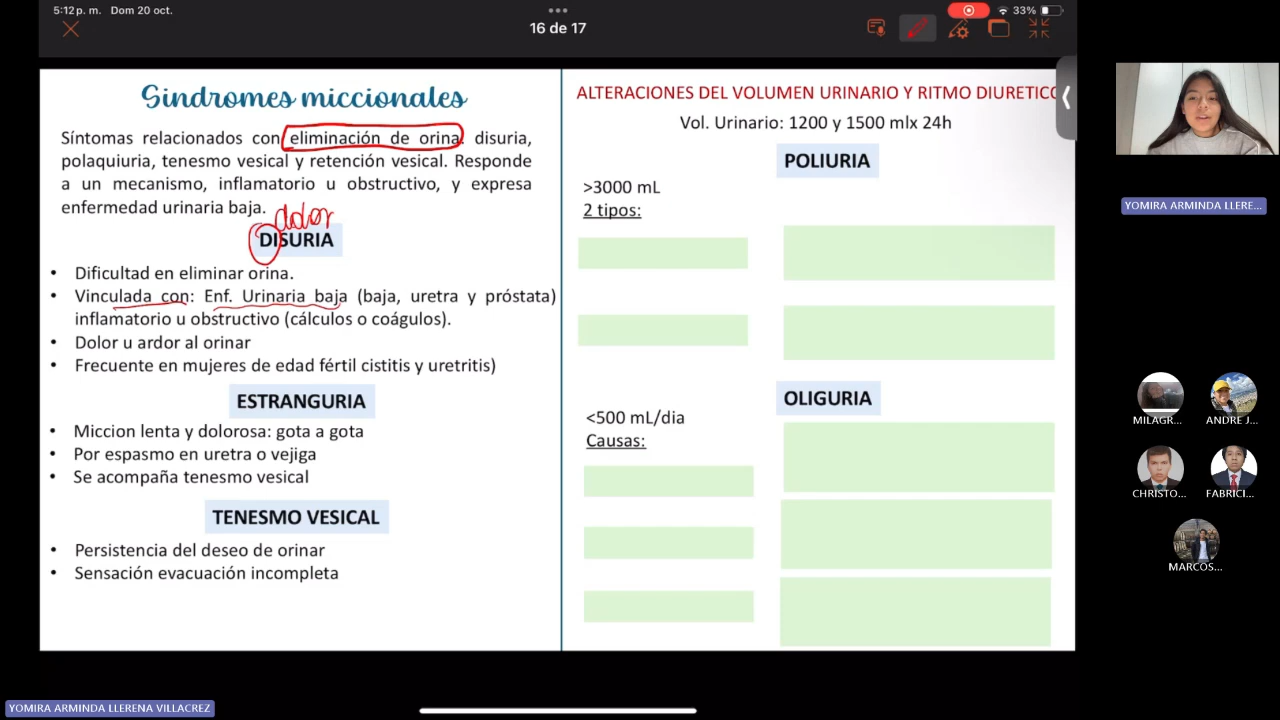 5:12 p. m. Dom 20 oct.
33%
16 de 17
Síndromes miccionales
Síntomas relacionados con eliminación de orina. disuria,
polaquiuria, tenesmo vesical y retención vesical. Responde
a un mecanismo, inflamatorio u obstructivo, y expresa
enfermedad urinaria baja.
dolor
DISURIA
• Dificultad en eliminar orina.
• Vinculada con: Enf. Urinaria baja (baja, uretra y próstata)
inflamatorio u obstructivo (cálculos o coágulos).
• Dolor u ardor al orinar
• Frecuente en mujeres de edad fértil cistitis y uretritis)
ESTRANGURIA
• Miccion lenta y dolorosa: gota a gota
• Por espasmo en uretra o vejiga
• Se acompaña tenesmo vesical
TENESMO VESICAL
• Persistencia del deseo de orinar
• Sensación evacuación incompleta
ALTERACIONES DEL VOLUMEN URINARIO Y RITMO DIURETICO
Vol. Urinario: 1200 y 1500 mlx 24h
POLIURIA
>3000 mL
2 tipos:
OLIGURIA
<500 mL/dia
Causas:
YOMIRA ARMINDA LLERE...
MILAGR...
ANDRE J...
CHRISTO...
FABRICI...
MARCOS...
YOMIRA ARMINDA LLERENA VILLACREZ